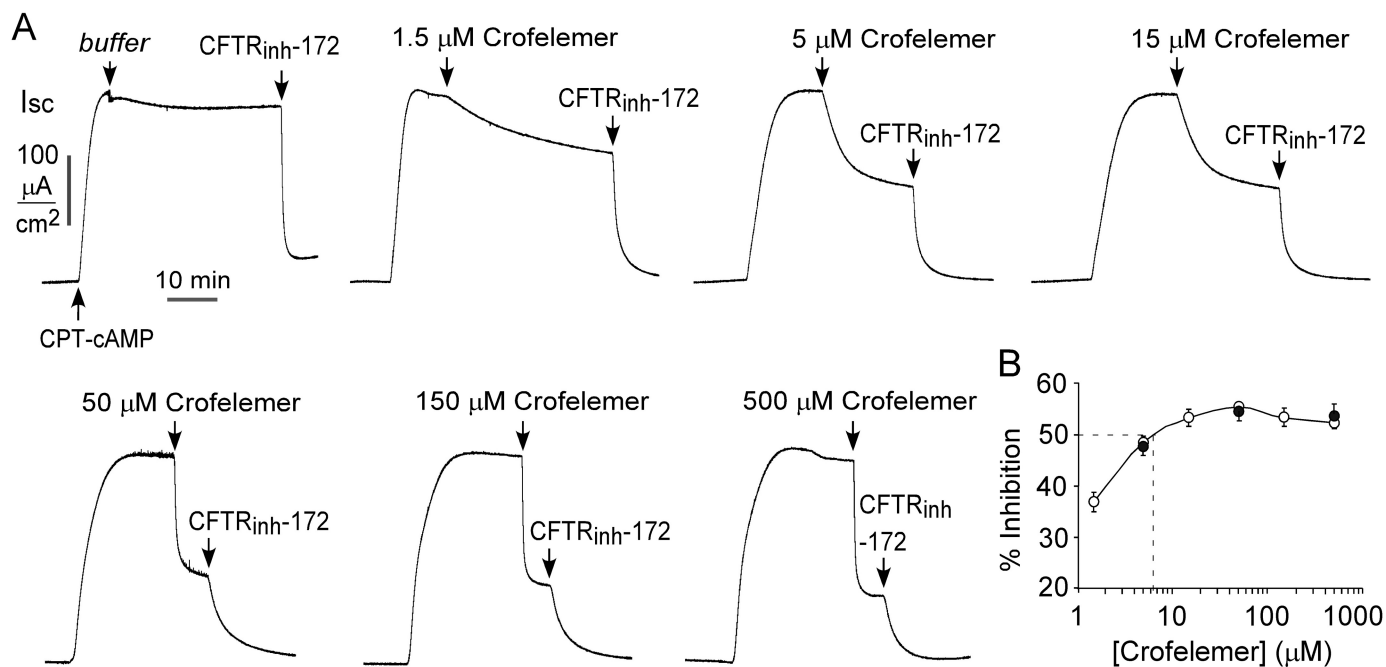 A
buffer
CFTRinh-172
1.5 μM Crofelemer
CFTRinh-172
5 μM Crofelemer
CFTRinh-172
15 μM Crofelemer
CFTRinh-172
Isc
100
μA
cm2
10 min
CPT-cAMP
50 μM Crofelemer
CFTRinh-172
150 μM Crofelemer
CFTRinh-172
500 μM Crofelemer
CFTRinh
-172
B
60
50
40
30
20
% Inhibition
1 10 100 1000
[Crofelemer] (μM)